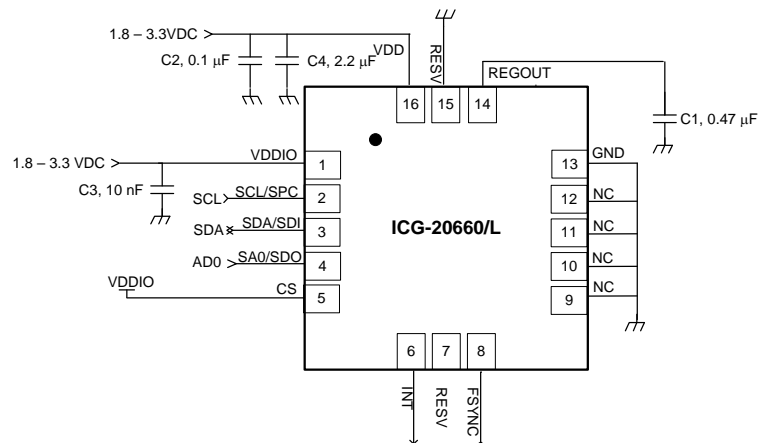 1.8 – 3.3VDC
C2, 0.1 μF
C4, 2.2 μF
VDD
RESV
REGOUT
C1, 0.47 μF
16
15
14
1.8 – 3.3 VDC
C3, 10 nF
VDDIO
1
SCL
SCL/SPC
2
SDA
SDA/SDI
3
AD0
SA0/SDO
4
VDDIO
CS
5
ICG-20660/L
13
GND
12
NC
11
NC
10
NC
9
NC
6
7
8
INT
RESV
FSYNC